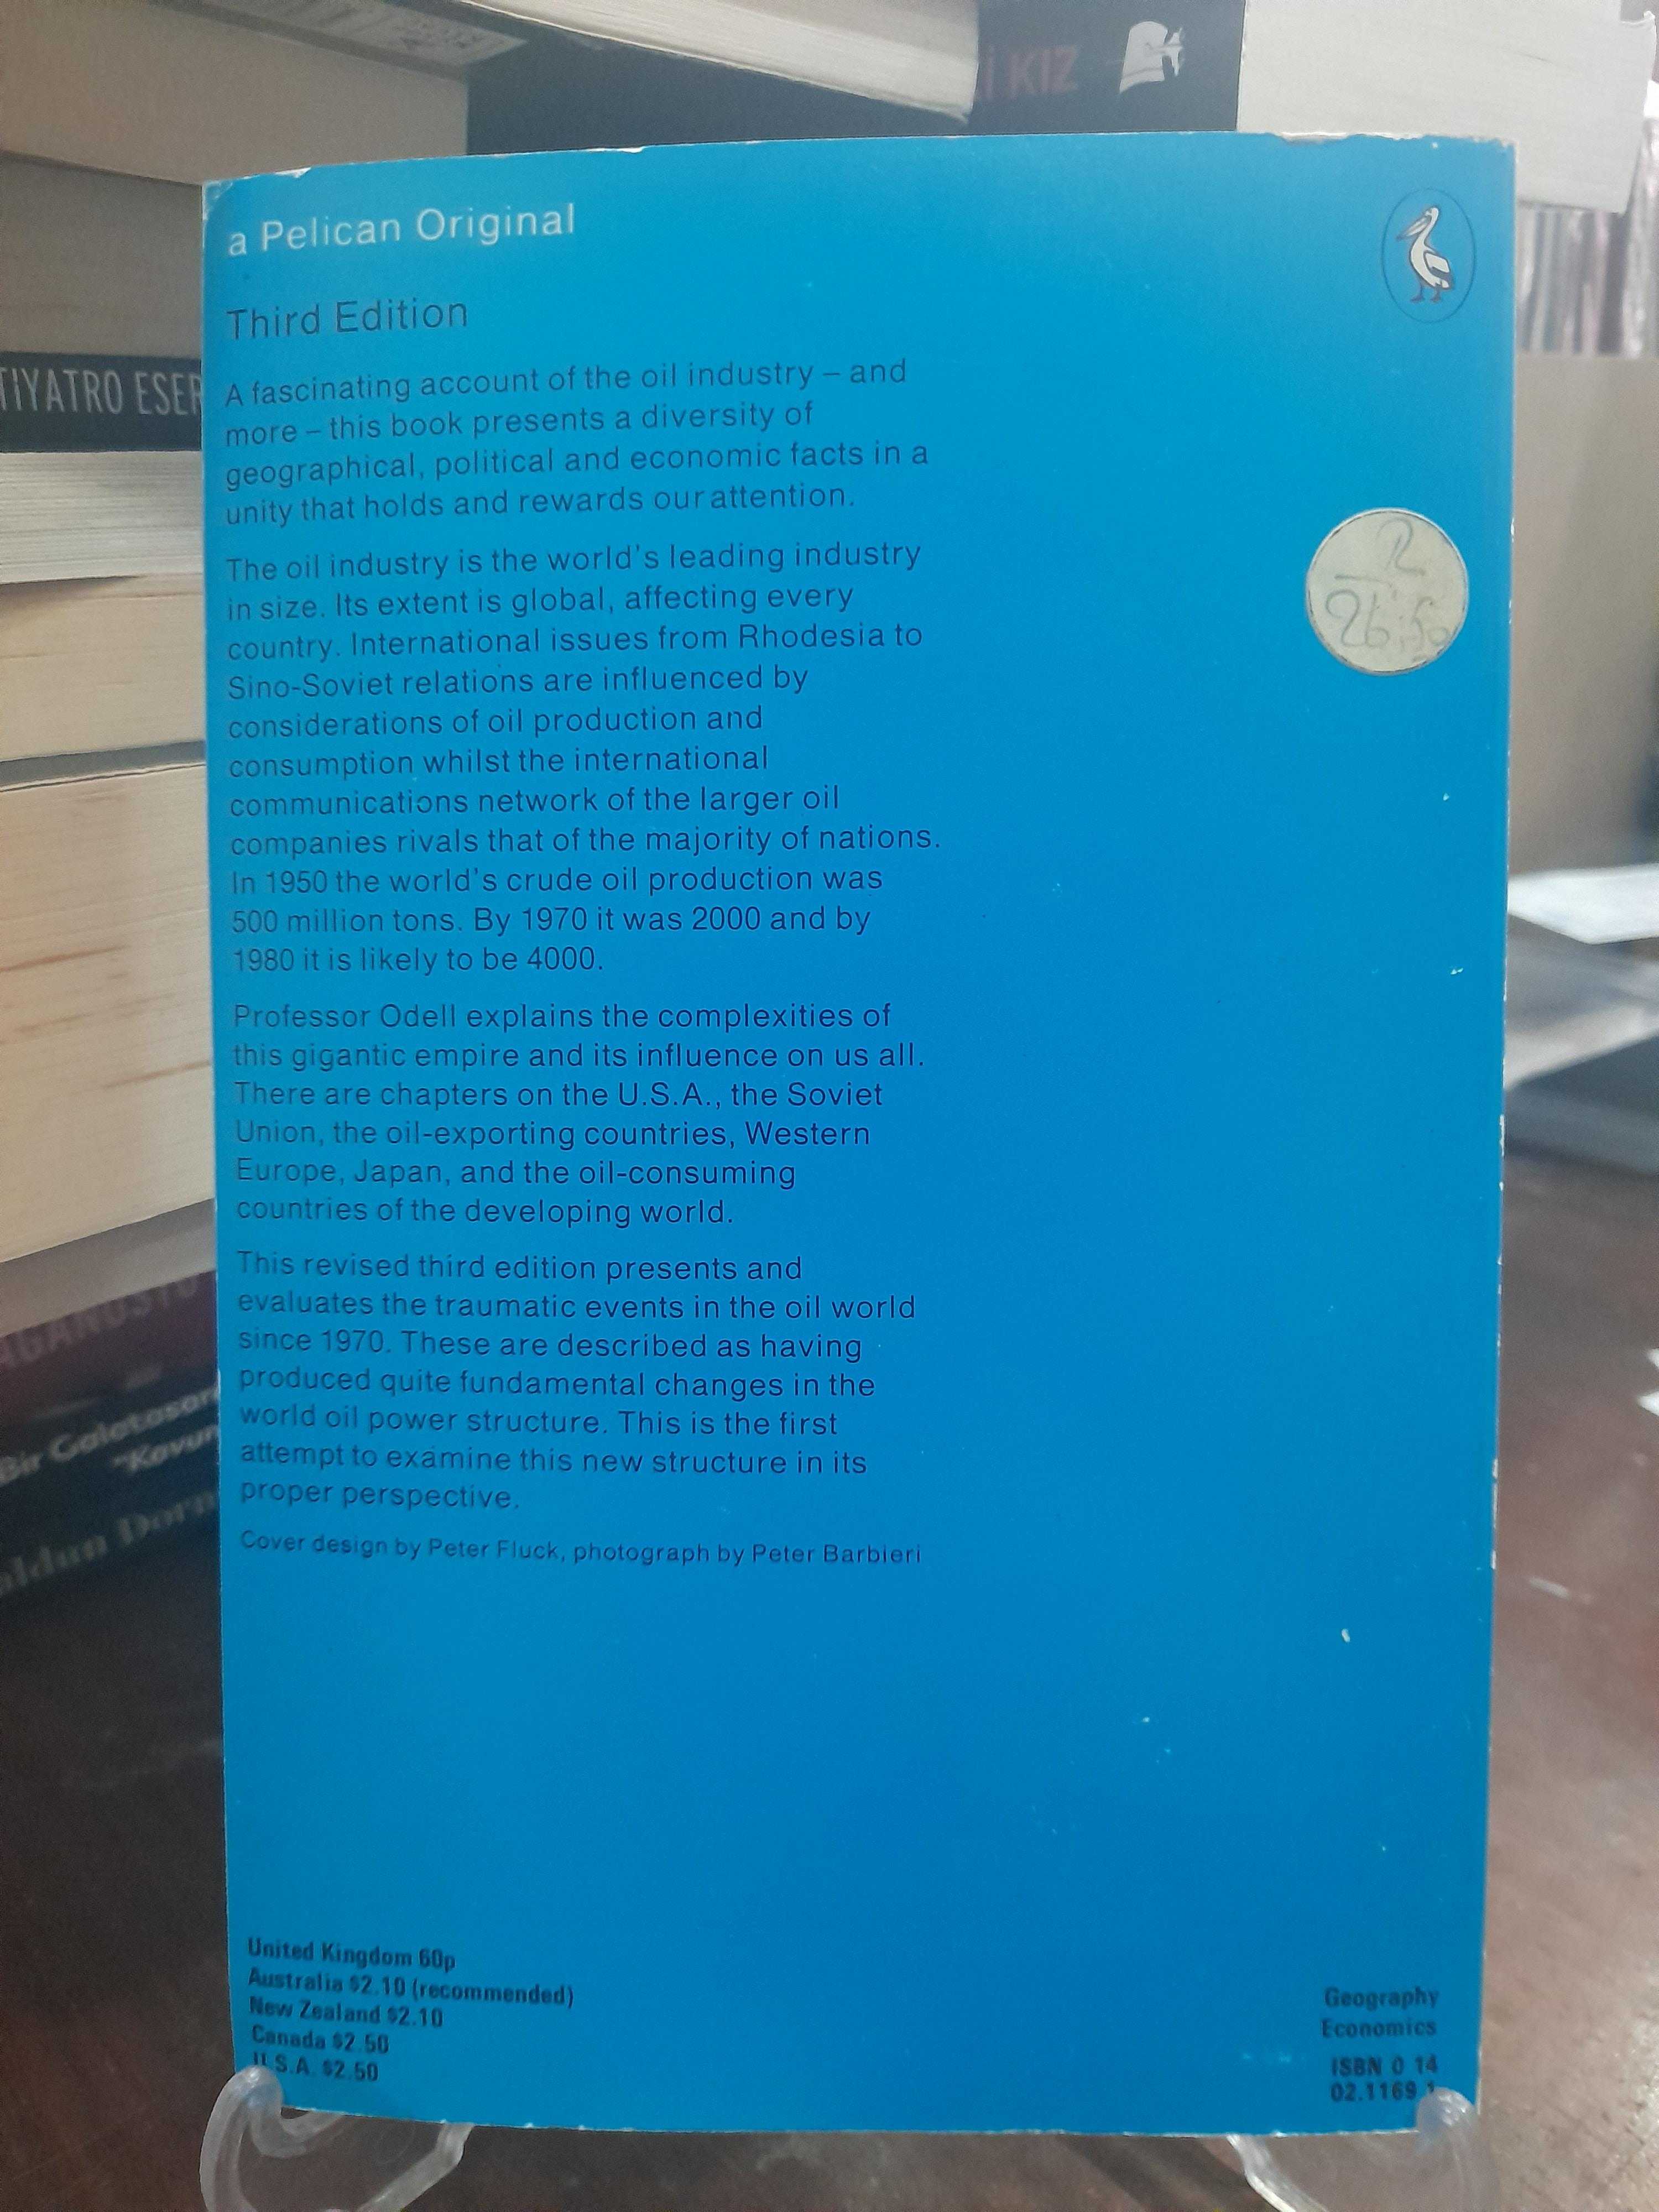 İ KIZ
TİYATRO ESER
a Pelican Original
Third Edition
A fascinating account of the oil industry – and
more – this book presents a diversity of
geographical, political and economic facts in a
unity that holds and rewards our attention.
The oil industry is the world's leading industry
in size. Its extent is global, affecting every
country. International issues from Rhodesia to
Sino-Soviet relations are influenced by
considerations of oil production and
consumption whilst the international
communications network of the larger oil
companies rivals that of the majority of nations.
In 1950 the world's crude oil production was
500 million tons. By 1970 it was 2000 and by
1980 it is likely to be 4000.
Professor Odell explains the complexities of
this gigantic empire and its influence on us all.
There are chapters on the U.S.A., the Soviet
Union, the oil-exporting countries, Western
Europe, Japan, and the oil-consuming
countries of the developing world.
This revised third edition presents and
evaluates the traumatic events in the oil world
since 1970. These are described as having
produced quite fundamental changes in the
world oil power structure. This is the first
attempt to examine this new structure in its
proper perspective.
Cover design by Peter Fluck, photograph by Peter Barbieri
Bir Galatasar
"Kavu
aldun Dor
United Kingdom 60p
Australia $2.10 (recommended)
New Zealand $2.10
Canada $2.50
U.S.A. $2.50
Geography
Economics
ISBN 0 14
02.1169 1